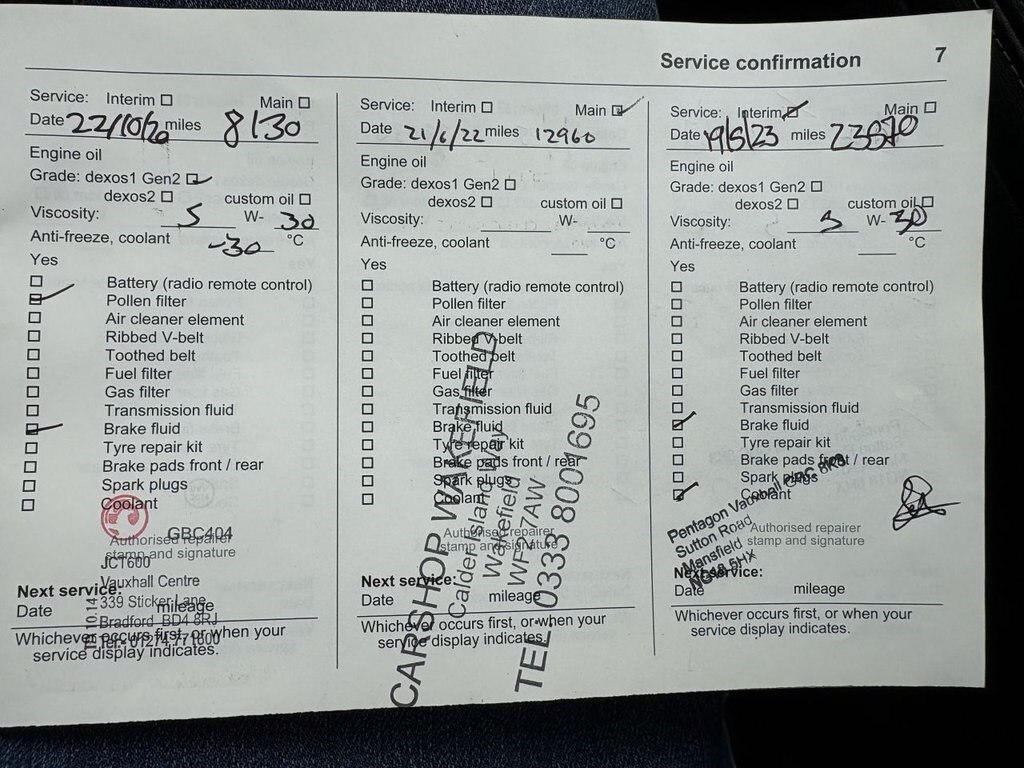 Service confirmation 7
Service: Interim ☐ Main ☐
Date 22/10/20 miles 8130
Engine oil
Grade: dexos1 Gen2 ☑
dexos2 ☐ custom oil ☐
Viscosity: 5 W- 30
Anti-freeze, coolant -30 °C
Yes
☐ Battery (radio remote control)
☑ Pollen filter
☐ Air cleaner element
☐ Ribbed V-belt
☐ Toothed belt
☐ Fuel filter
☐ Gas filter
☐ Transmission fluid
☑ Brake fluid
☐ Tyre repair kit
☐ Brake pads front / rear
☐ Spark plugs
☐ Coolant
GBC404
Authorised repairer
stamp and signature
JCT600
Vauxhall Centre
339 Sticker Lane
Bradford BD4 8RJ
Tel: 01274 771600
Next service:
Date mileage
Whichever occurs first, or when your
service display indicates.
Service: Interim ☐ Main ☑
Date 21/6/22 miles 12960
Engine oil
Grade: dexos1 Gen2 ☐
dexos2 ☐ custom oil ☐
Viscosity: W-
Anti-freeze, coolant °C
Yes
☐ Battery (radio remote control)
☐ Pollen filter
☐ Air cleaner element
☐ Ribbed V-belt
☐ Toothed belt
☐ Fuel filter
☐ Gas filter
☐ Transmission fluid
☐ Brake fluid
☐ Tyre repair kit
☐ Brake pads front / rear
☐ Spark plugs
☐ Coolant
Authorised repairer
stamp and signature
CARSHOP WAKEFIELD
Calder Island Way
Wakefield
WF2 7AW
TEL 0333 8001695
Next service:
Date mileage
Whichever occurs first, or when your
service display indicates.
Service: Interim ☑ Main ☐
Date 19/5/23 miles
Engine oil
Grade: dexos1 Gen2 ☐
dexos2 ☐ custom oil ☐
Viscosity: 5 W- 30
Anti-freeze, coolant °C
Yes
☐ Battery (radio remote control)
☐ Pollen filter
☐ Air cleaner element
☐ Ribbed V-belt
☐ Toothed belt
☐ Fuel filter
☐ Gas filter
☐ Transmission fluid
☑ Brake fluid
☐ Tyre repair kit
☐ Brake pads front / rear
☐ Spark plugs
☑ Coolant
Authorised repairer
stamp and signature
Pentagon Vauxhall
Sutton Road
Mansfield
NG18 5HX
Next service:
Date mileage
Whichever occurs first, or when your
service display indicates.